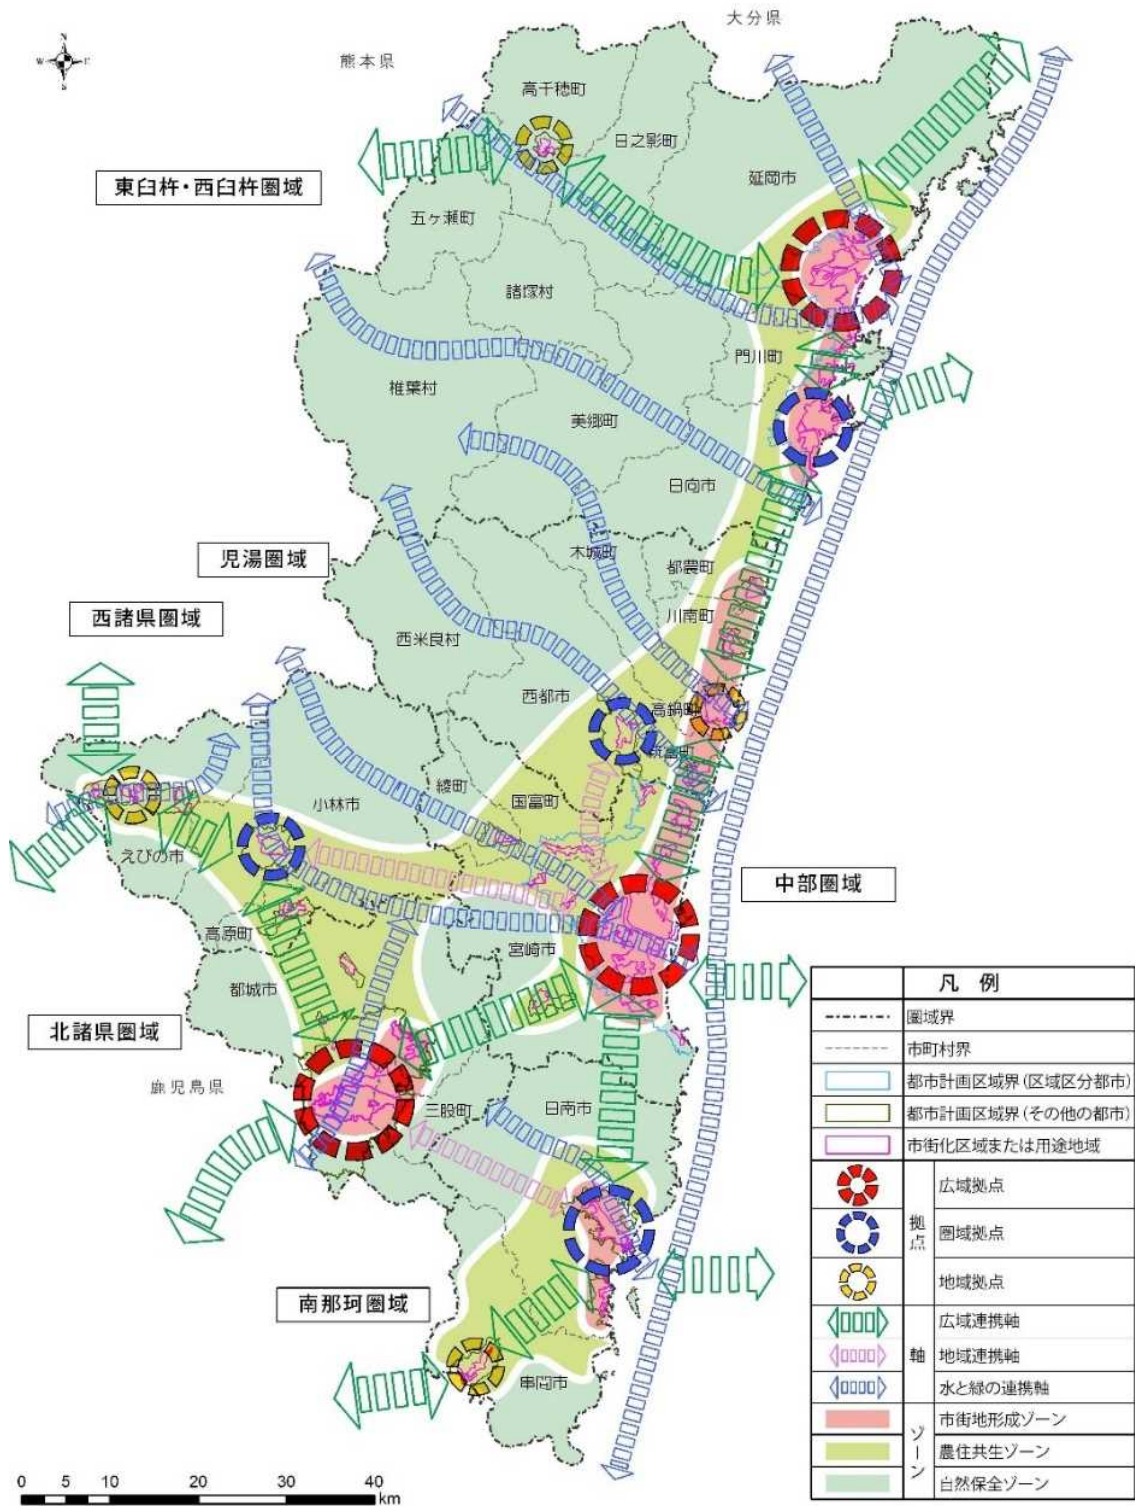 大分県
N
W E
S
熊本県
高千穂町
日之影町
延岡市
東臼杵・西臼杵圏域
五ヶ瀬町
諸塚村
門川町
椎葉村
美郷町
日向市
児湯圏域
木城町
都農町
川南町
西諸県圏域
西米良村
西都市
高鍋町
新富町
綾町
国富町
小林市
えびの市
中部圏域
宮崎市
高原町
都城市
北諸県圏域
鹿児島県
三股町
日南市
南那珂圏域
串間市
凡 例
圏域界
市町村界
都市計画区域界(区域区分都市)
都市計画区域界(その他の都市)
市街化区域または用途地域
拠点
広域拠点
圏域拠点
地域拠点
軸
広域連携軸
地域連携軸
水と緑の連携軸
ゾーン
市街地形成ゾーン
農住共生ゾーン
自然保全ゾーン
0 5 10 20 30 40
km